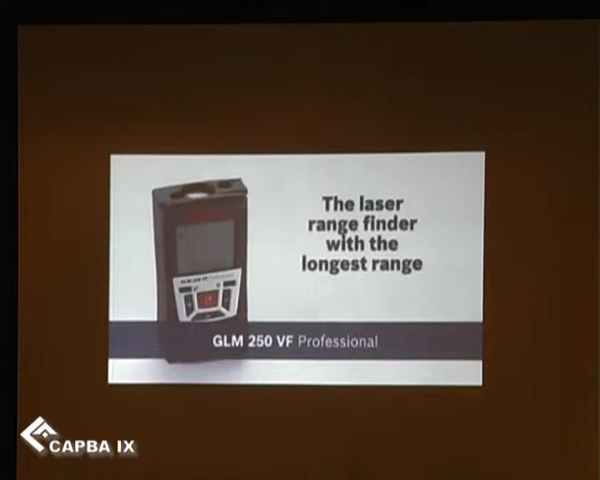 The laser
range finder
with the
longest range
GLM 250 VF Professional
CAPBA IX